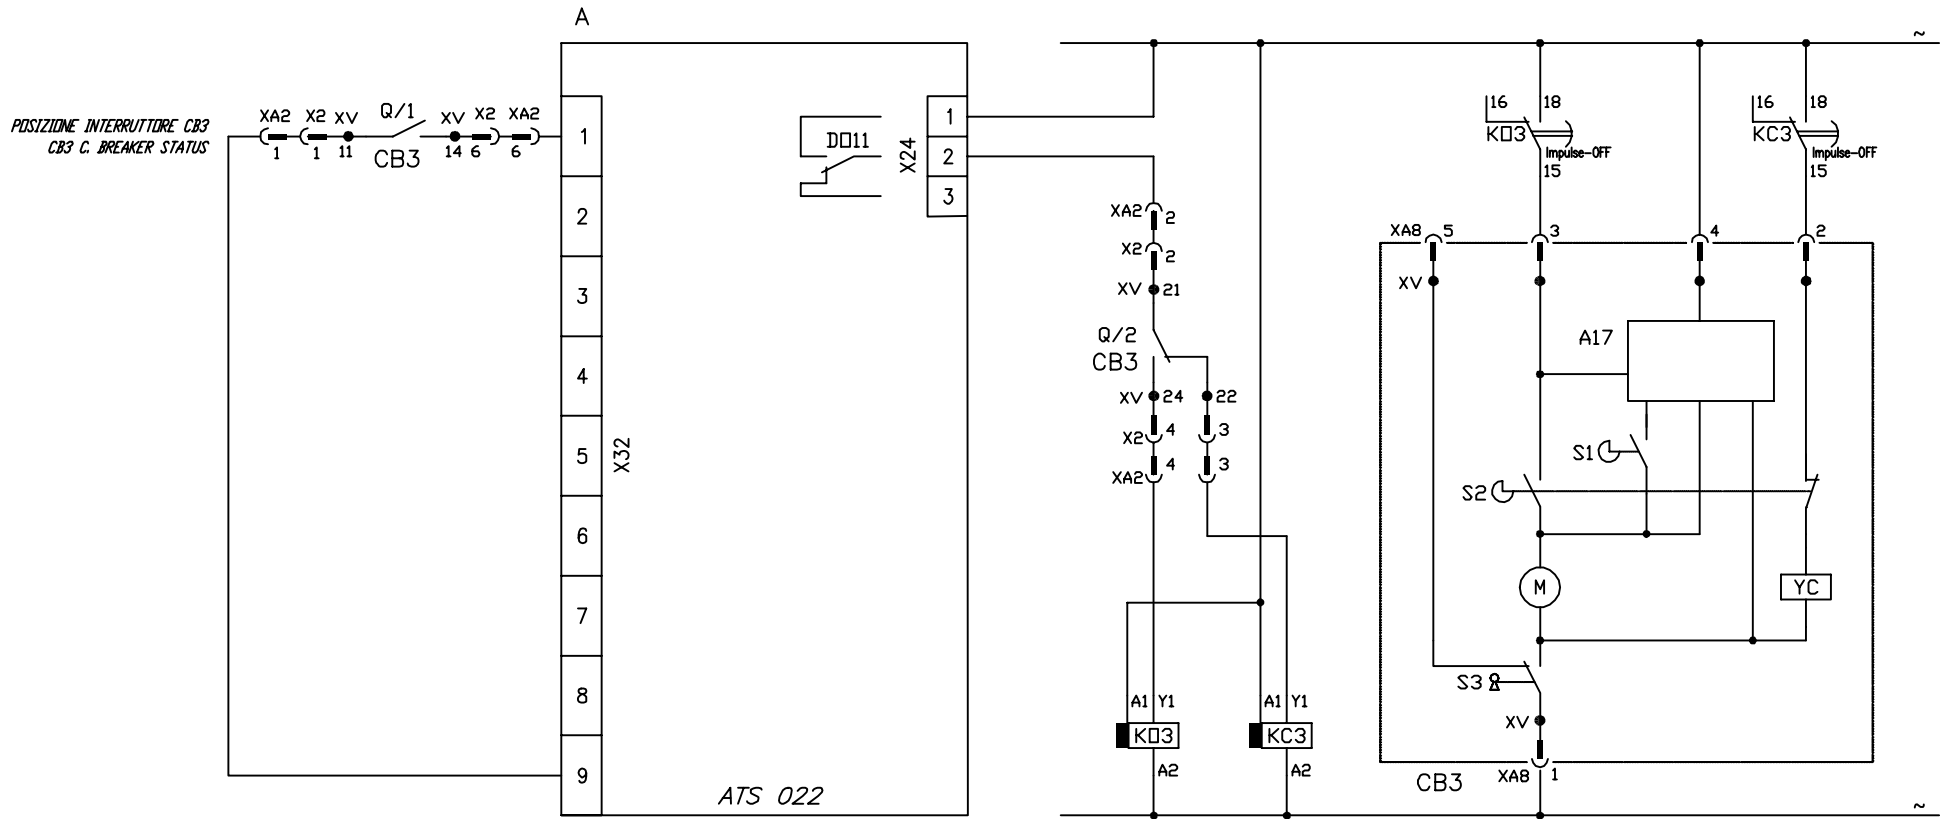 A
~
POSIZIONE INTERRUTTORE CB3
CB3 C. BREAKER STATUS
XA2 X2 XV Q/1 XV X2 XA2
1 1 11 CB3 14 6 6
1
2
3
4
5
6
7
8
9
X32
DO11
X24
1
2
3
ATS 022
XA2 2
X2 2
XV 21
Q/2
CB3
XV 24 22
X2 4 3
XA2 4 3
A1 Y1 A1 Y1
KO3 KC3
A2 A2
16 18 16 18
KO3 KC3
Impulse-OFF Impulse-OFF
15 15
XA8 5 3 4 2
XV
A17
S1
S2
M
YC
S3
XV
XA8 1
CB3
~